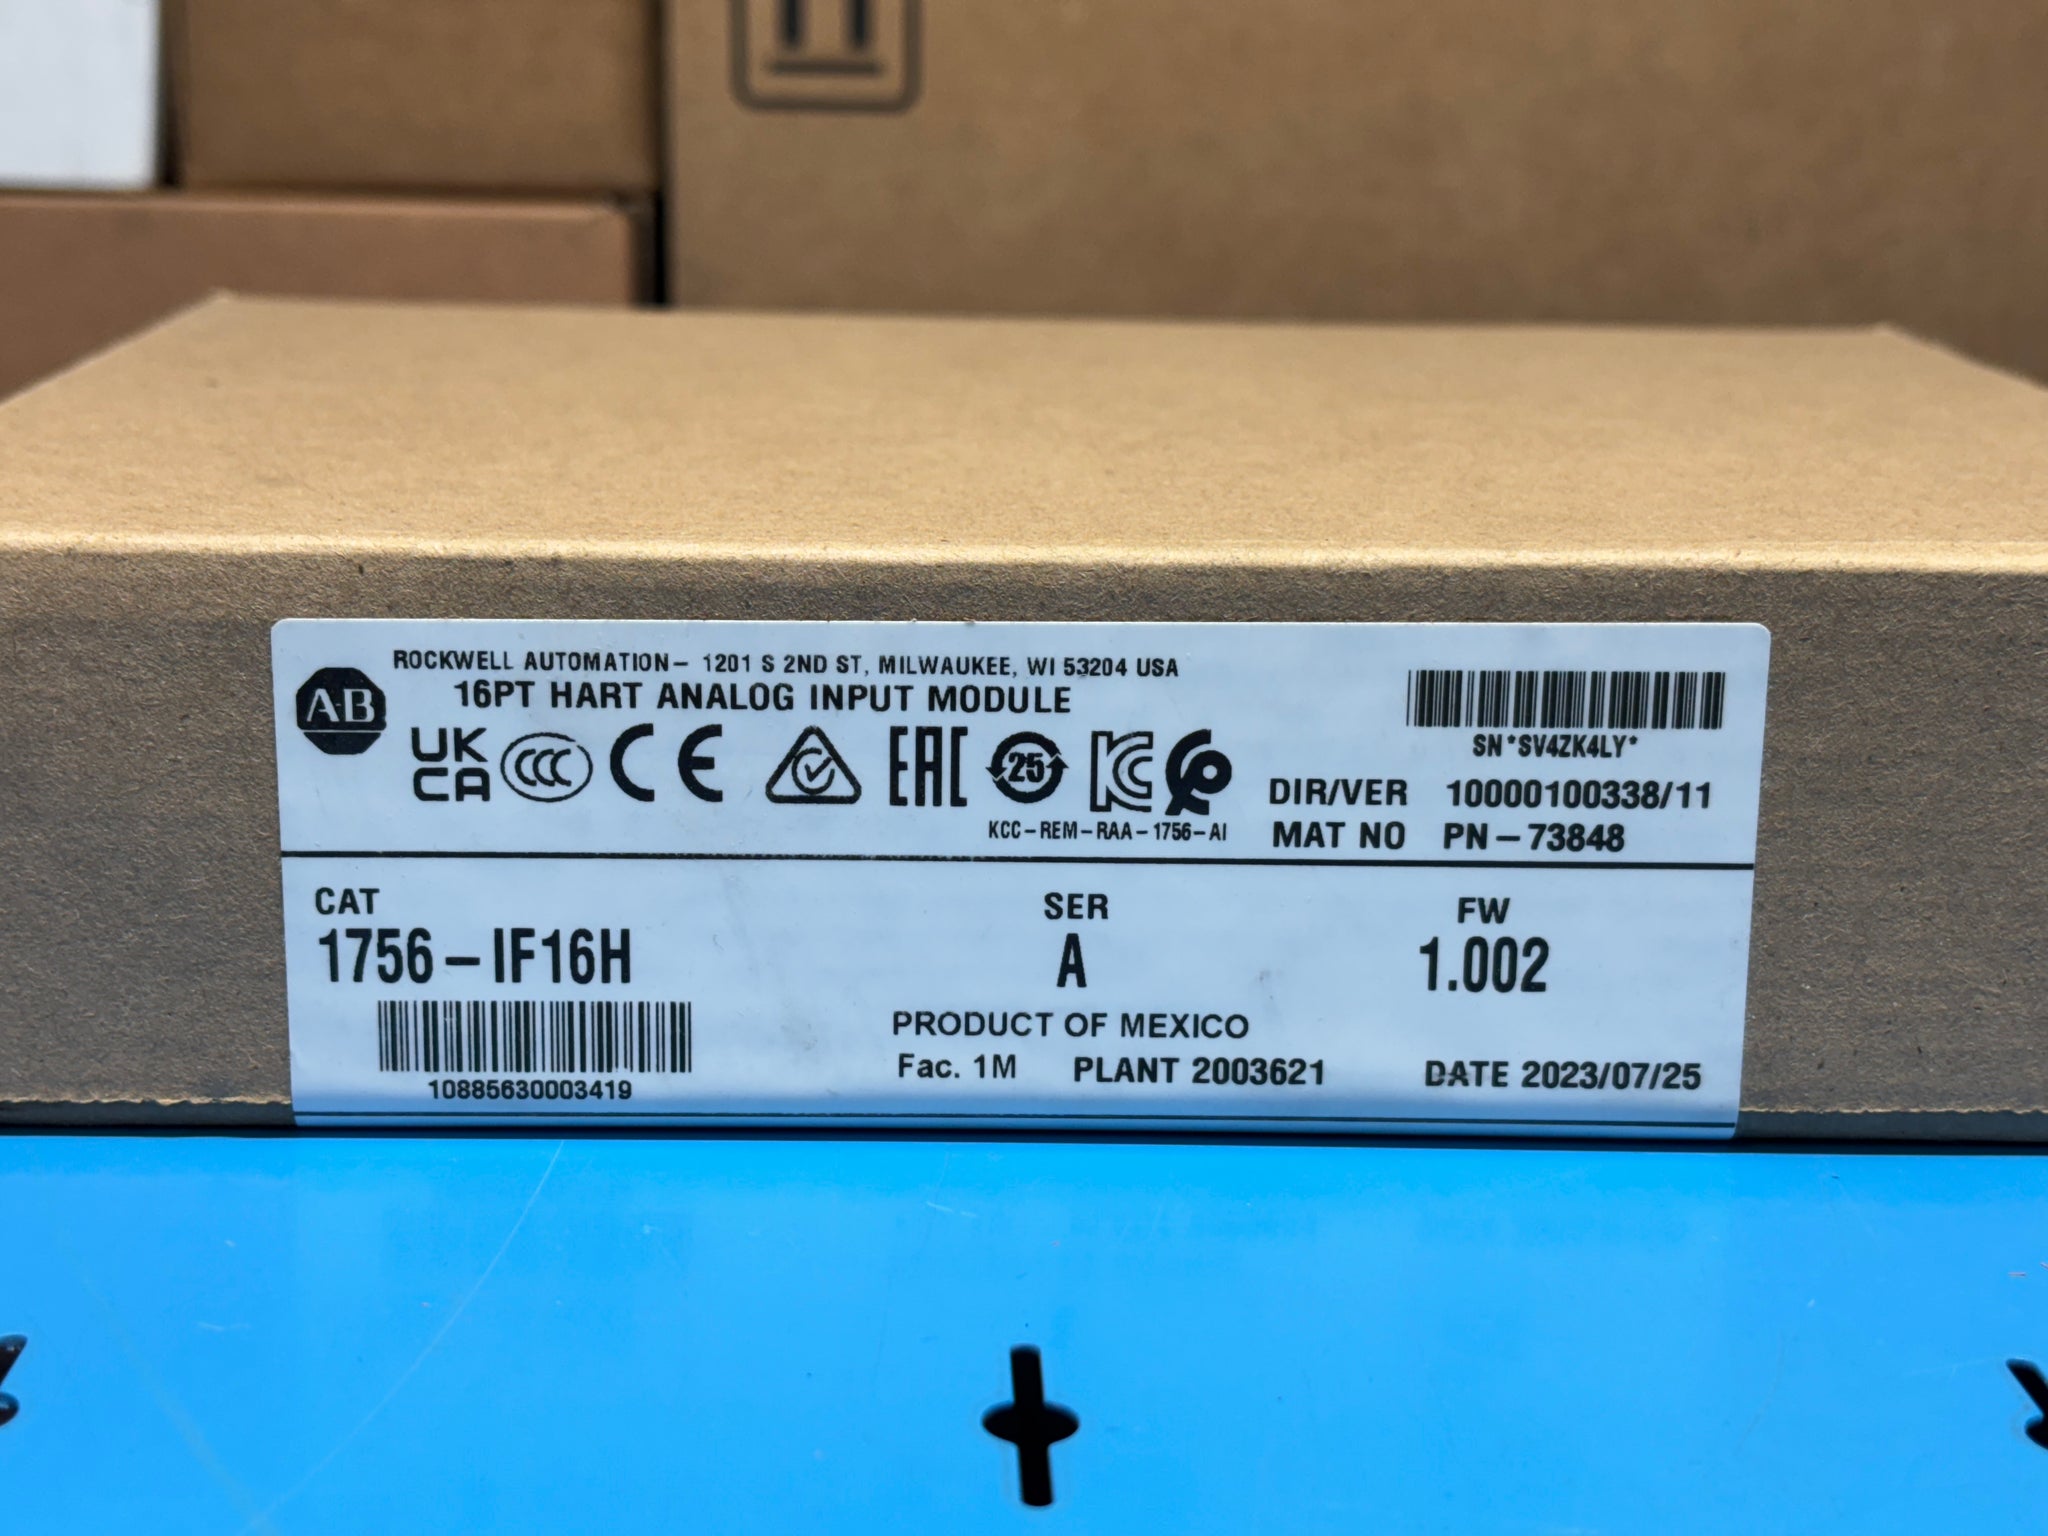 ROCKWELL AUTOMATION- 1201 S 2ND ST, MILWAUKEE, WI 53204 USA
16PT HART ANALOG INPUT MODULE
A-B
UK
CA
CCC
CE
EAC
25
KC
KCC-REM-RAA-1756-AI
SN*SV4ZK4LY*
DIR/VER 10000100338/11
MAT NO PN-73848
CAT
1756-IF16H
10885630003419
SER
A
FW
1.002
PRODUCT OF MEXICO
Fac. 1M PLANT 2003621
DATE 2023/07/25